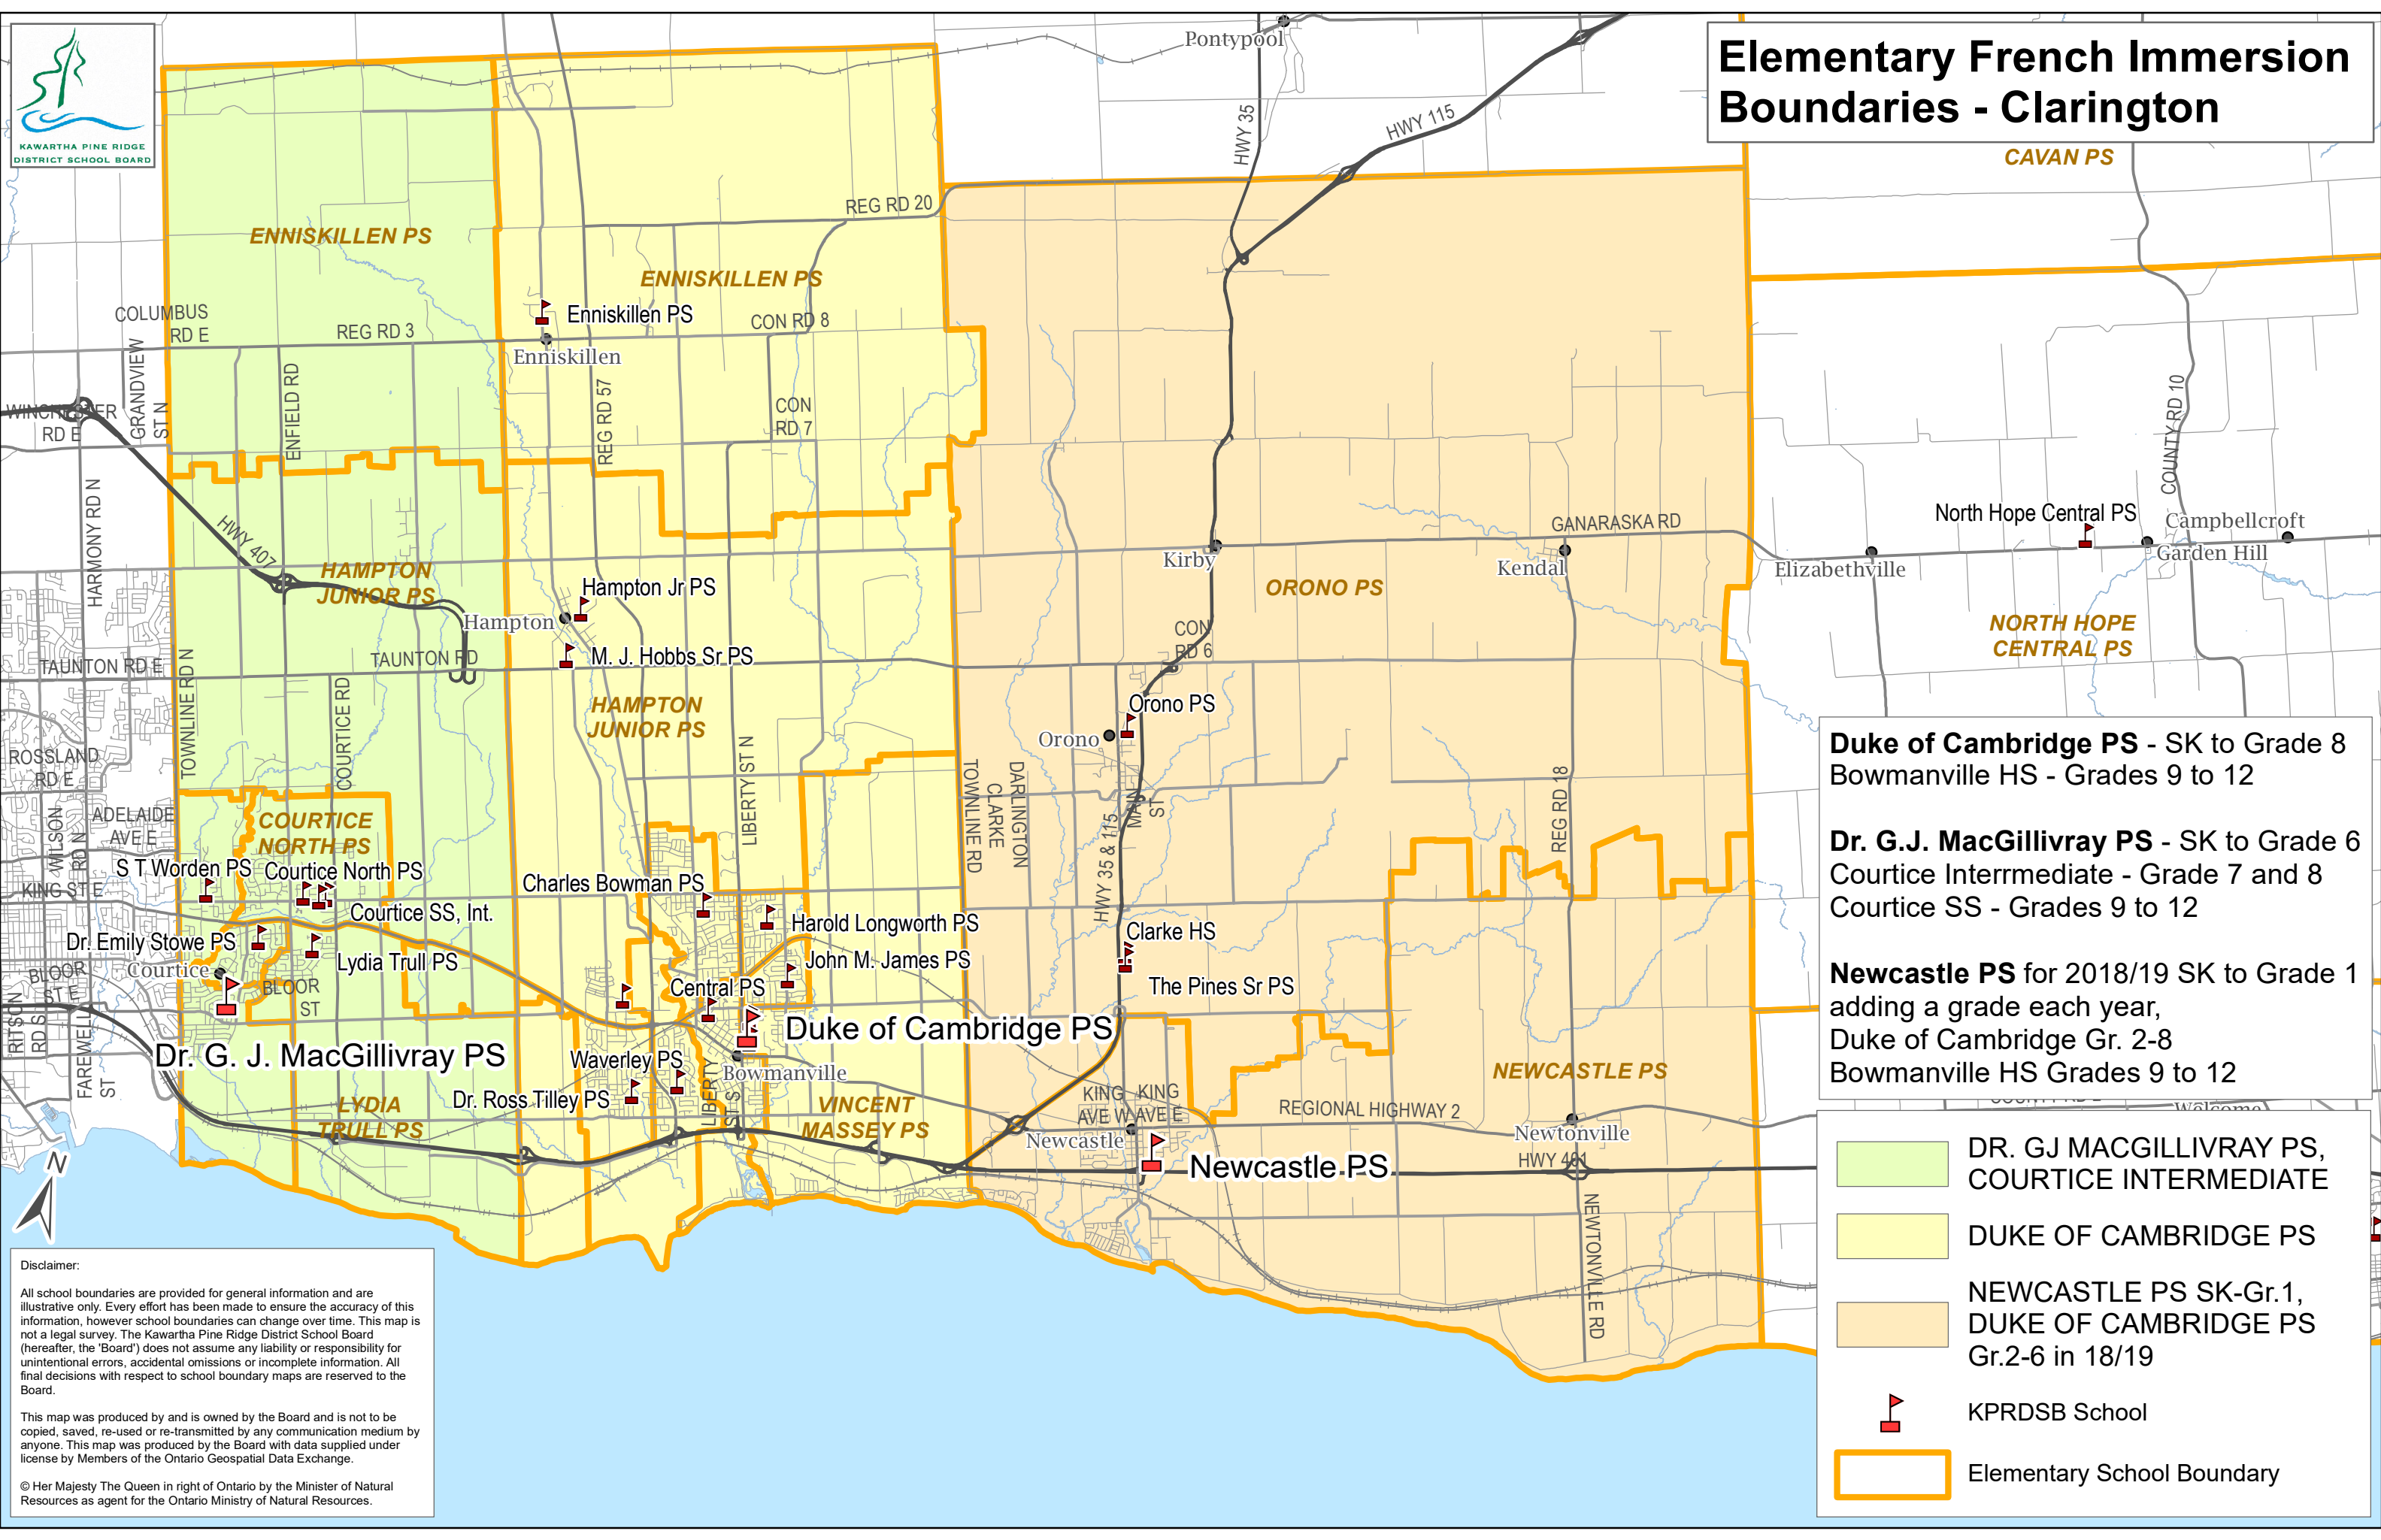 Elementary French Immersion
Boundaries - Clarington
KAWARTHA PINE RIDGE
DISTRICT SCHOOL BOARD
Pontypool
HWY 35
HWY 115
CAVAN PS
REG RD 20
ENNISKILLEN PS
ENNISKILLEN PS
COLUMBUS
RD E
REG RD 3
Enniskillen PS
CON RD 8
Enniskillen
GRANDVIEW
ST N
ENFIELD RD
REG RD 57
CON
RD 7
WINCHESTER
RD E
COUNTY RD 10
HARMONY RD N
HWY 407
North Hope Central PS
Campbellcroft
Garden Hill
GANARASKA RD
Kirby
Kendal
Elizabethville
HAMPTON
JUNIOR PS
Hampton Jr PS
ORONO PS
Hampton
NORTH HOPE
CENTRAL PS
CON
RD 6
TAUNTON RD E
TAUNTON RD
M. J. Hobbs Sr PS
TOWNLINE RD N
COURTICE RD
HAMPTON
JUNIOR PS
Orono PS
Orono
LIBERTY ST N
ROSSLAND
RD E
DARLINGTON
CLARKE
TOWNLINE RD
MAIN
ST
REG RD 18
HWY 35 & 115
WILSON
RD N
ADELAIDE
AVE E
COURTICE
NORTH PS
S T Worden PS
Courtice North PS
KING ST E
Charles Bowman PS
Courtice SS, Int.
Harold Longworth PS
Clarke HS
Dr. Emily Stowe PS
Lydia Trull PS
John M. James PS
Courtice
BLOOR
ST E
BLOOR
ST
Central PS
The Pines Sr PS
RITSON
RD S
FAREWELL
ST
Duke of Cambridge PS
Dr. G. J. MacGillivray PS
Waverley PS
Bowmanville
NEWCASTLE PS
Dr. Ross Tilley PS
LIBERTY
ST S
LYDIA
TRULL PS
VINCENT
MASSEY PS
KING
AVE W
KING
AVE E
REGIONAL HIGHWAY 2
Newcastle
Newtonville
Newcastle PS
HWY 401
NEWTONVILLE RD
Welcome
N
Duke of Cambridge PS - SK to Grade 8
Bowmanville HS - Grades 9 to 12
Dr. G.J. MacGillivray PS - SK to Grade 6
Courtice Interrmediate - Grade 7 and 8
Courtice SS - Grades 9 to 12
Newcastle PS for 2018/19 SK to Grade 1
adding a grade each year,
Duke of Cambridge Gr. 2-8
Bowmanville HS Grades 9 to 12
DR. GJ MACGILLIVRAY PS,
COURTICE INTERMEDIATE
DUKE OF CAMBRIDGE PS
NEWCASTLE PS SK-Gr.1,
DUKE OF CAMBRIDGE PS
Gr.2-6 in 18/19
KPRDSB School
Elementary School Boundary
Disclaimer:
All school boundaries are provided for general information and are
illustrative only. Every effort has been made to ensure the accuracy of this
information, however school boundaries can change over time. This map is
not a legal survey. The Kawartha Pine Ridge District School Board
(hereafter, the 'Board') does not assume any liability or responsibility for
unintentional errors, accidental omissions or incomplete information. All
final decisions with respect to school boundary maps are reserved to the
Board.
This map was produced by and is owned by the Board and is not to be
copied, saved, re-used or re-transmitted by any communication medium by
anyone. This map was produced by the Board with data supplied under
license by Members of the Ontario Geospatial Data Exchange.
© Her Majesty The Queen in right of Ontario by the Minister of Natural
Resources as agent for the Ontario Ministry of Natural Resources.